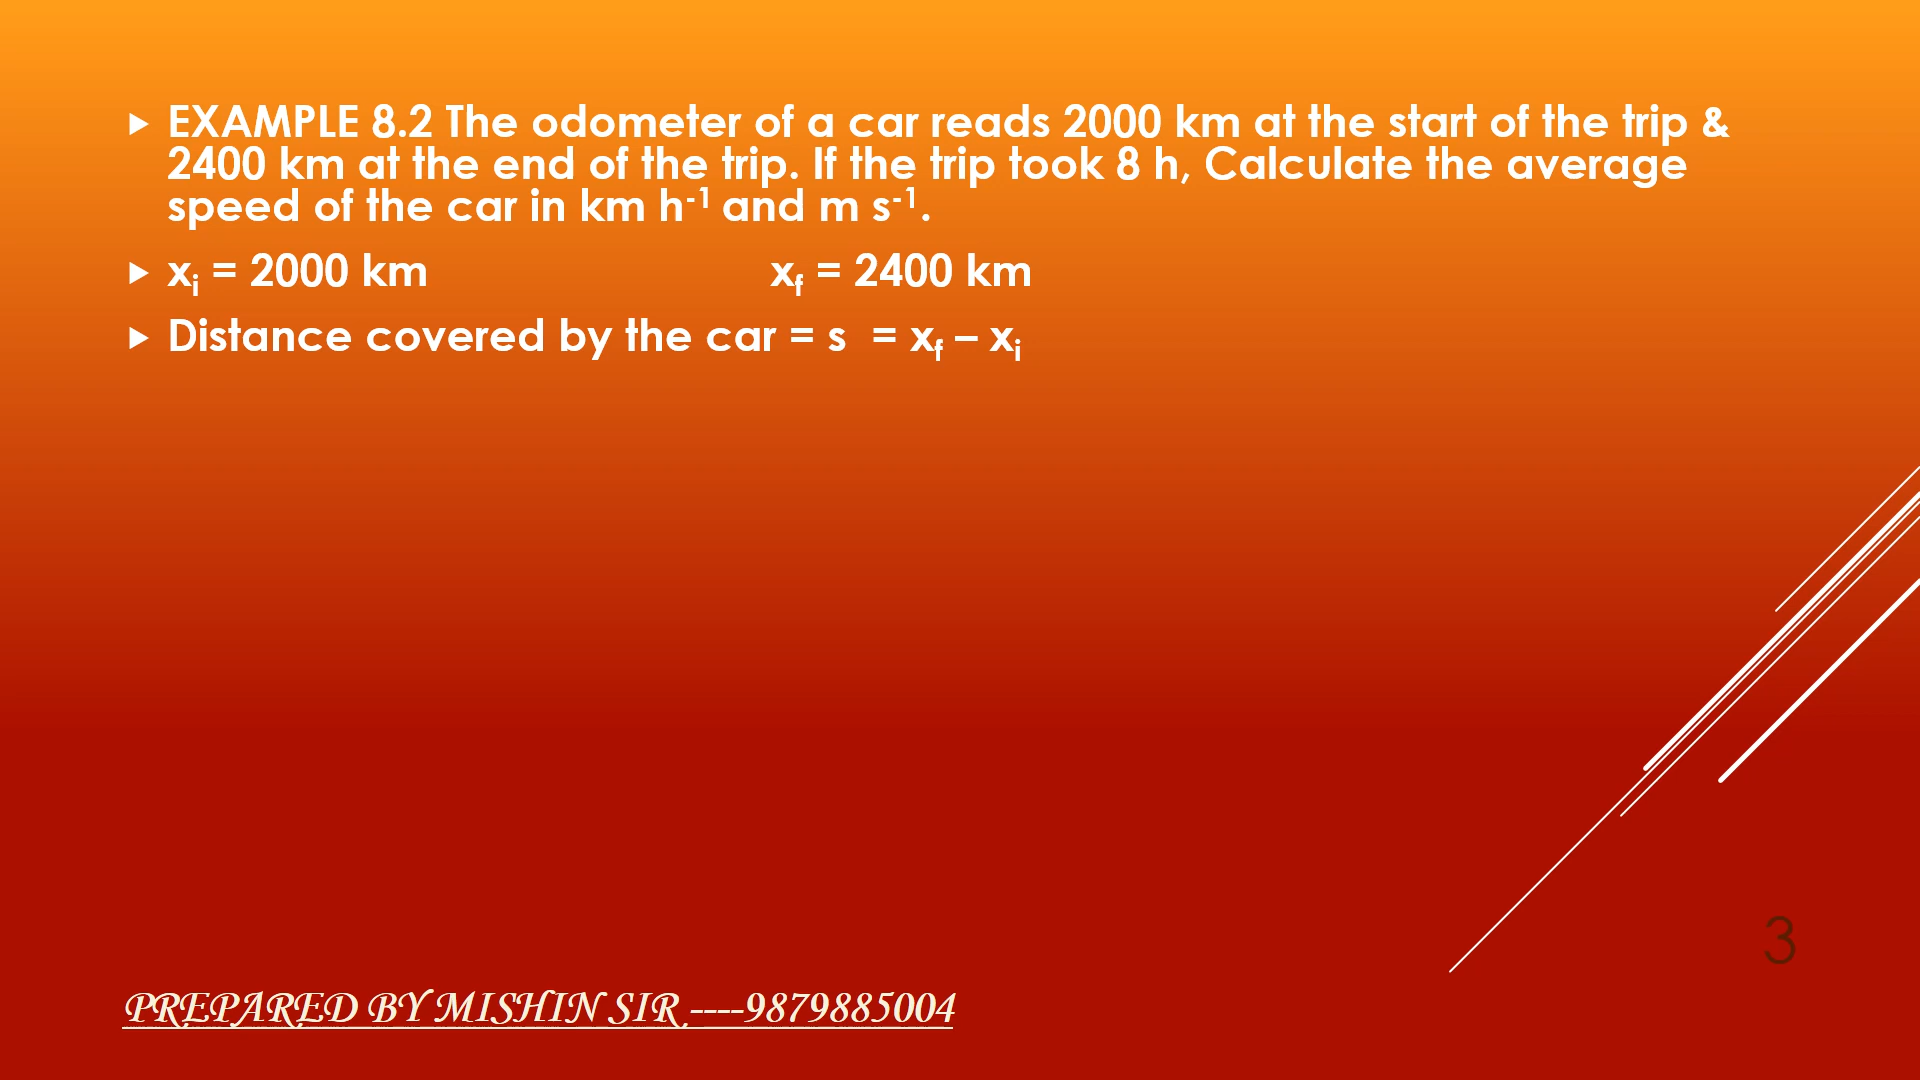 EXAMPLE 8.2 The odometer of a car reads 2000 km at the start of the trip &
2400 km at the end of the trip. If the trip took 8 h, Calculate the average
speed of the car in km h⁻¹ and m s⁻¹.
xᵢ = 2000 km x_f = 2400 km
Distance covered by the car = s = x_f – xᵢ
3
PREPARED BY MISHIN SIR ----9879885004